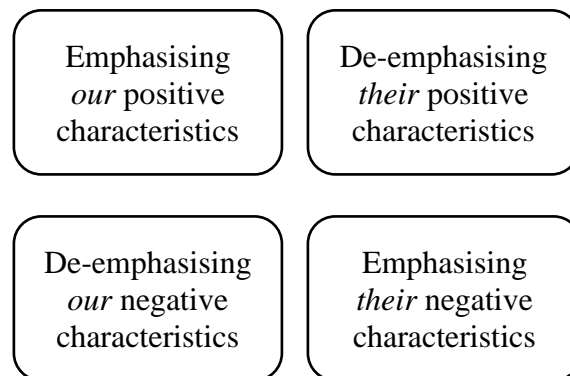 Emphasising
our positive
characteristics
De-emphasising
their positive
characteristics
De-emphasising
our negative
characteristics
Emphasising
their negative
characteristics